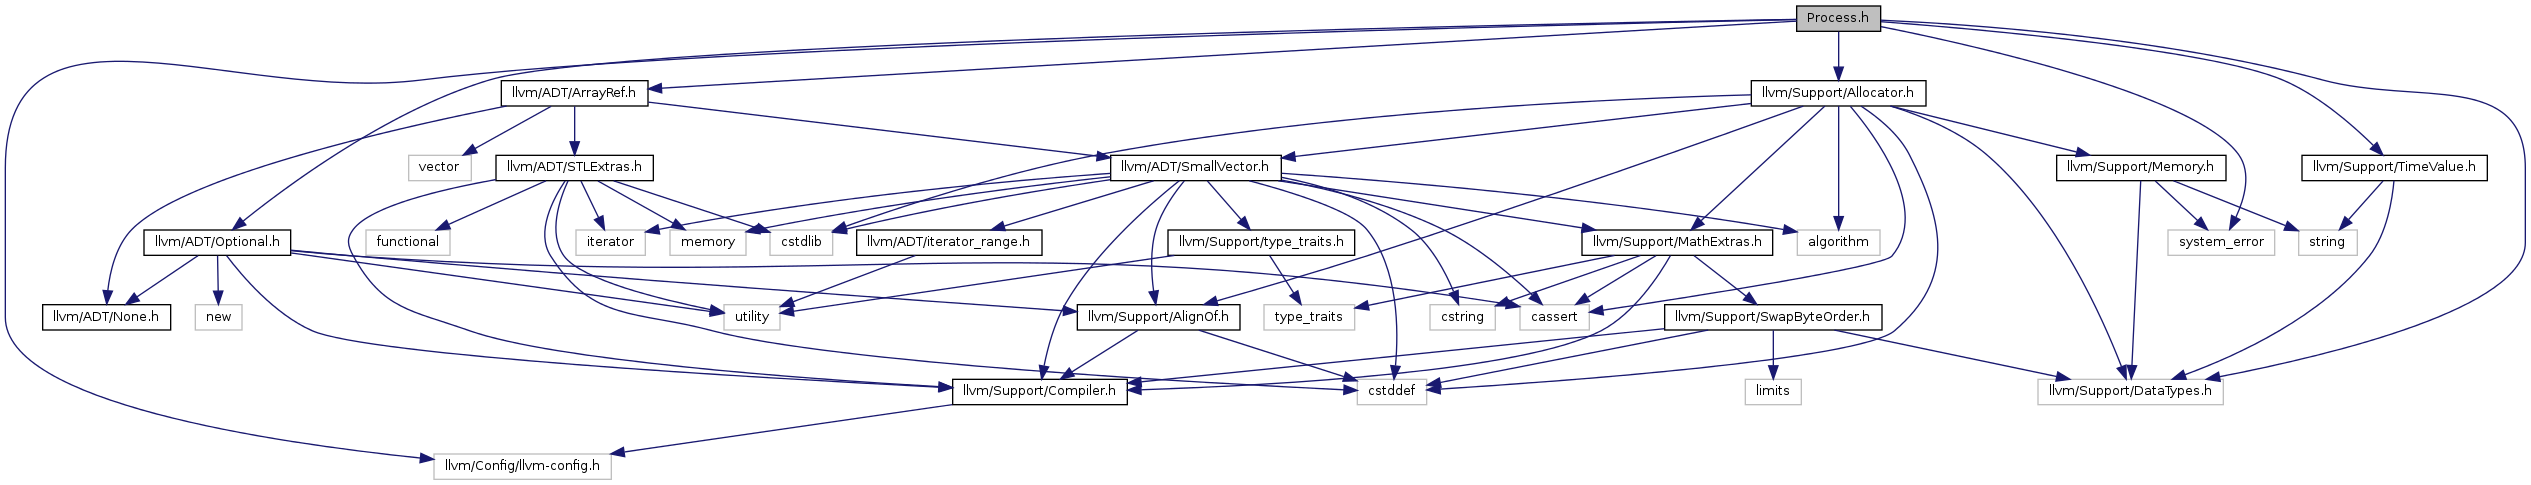 Process.h
llvm/ADT/ArrayRef.h
llvm/Support/Allocator.h
vector
llvm/ADT/STLExtras.h
llvm/ADT/SmallVector.h
llvm/Support/Memory.h
llvm/Support/TimeValue.h
llvm/ADT/Optional.h
functional
iterator
memory
cstdlib
llvm/ADT/iterator_range.h
llvm/Support/type_traits.h
llvm/Support/MathExtras.h
algorithm
system_error
string
llvm/ADT/None.h
new
utility
llvm/Support/AlignOf.h
type_traits
cstring
cassert
llvm/Support/SwapByteOrder.h
llvm/Support/Compiler.h
cstddef
limits
llvm/Support/DataTypes.h
llvm/Config/llvm-config.h